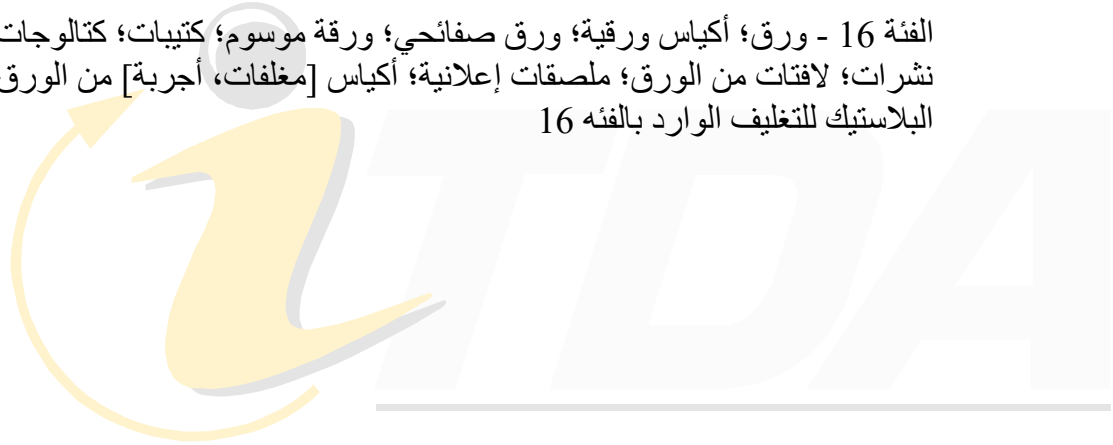 الفئة 16 - ورق؛ أكياس ورقية؛ ورق صفائحي؛ ورقة موسوم؛ كتيبات؛ كتالوجات
نشرات؛ لافتات من الورق؛ ملصقات إعلانية؛ أكياس [مغلفات، أجربة] من الورق
البلاستيك للتغليف الوارد بالفئه 16
iTDA